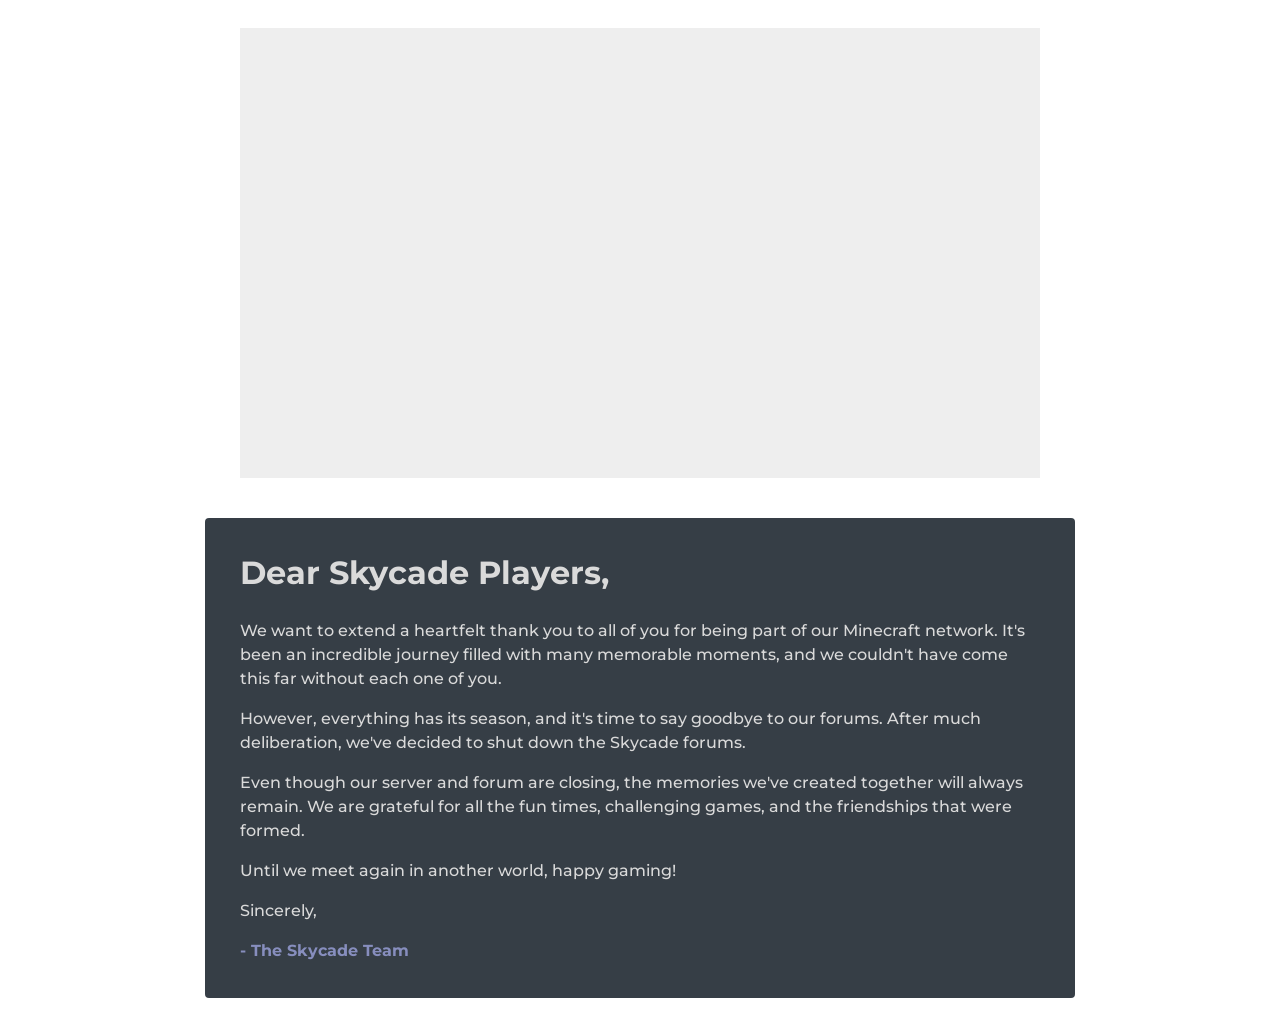 Dear Skycade Players,
We want to extend a heartfelt thank you to all of you for being part of our Minecraft network. It's
been an incredible journey filled with many memorable moments, and we couldn't have come
this far without each one of you.
However, everything has its season, and it's time to say goodbye to our forums. After much
deliberation, we've decided to shut down the Skycade forums.
Even though our server and forum are closing, the memories we've created together will always
remain. We are grateful for all the fun times, challenging games, and the friendships that were
formed.
Until we meet again in another world, happy gaming!
Sincerely,
- The Skycade Team